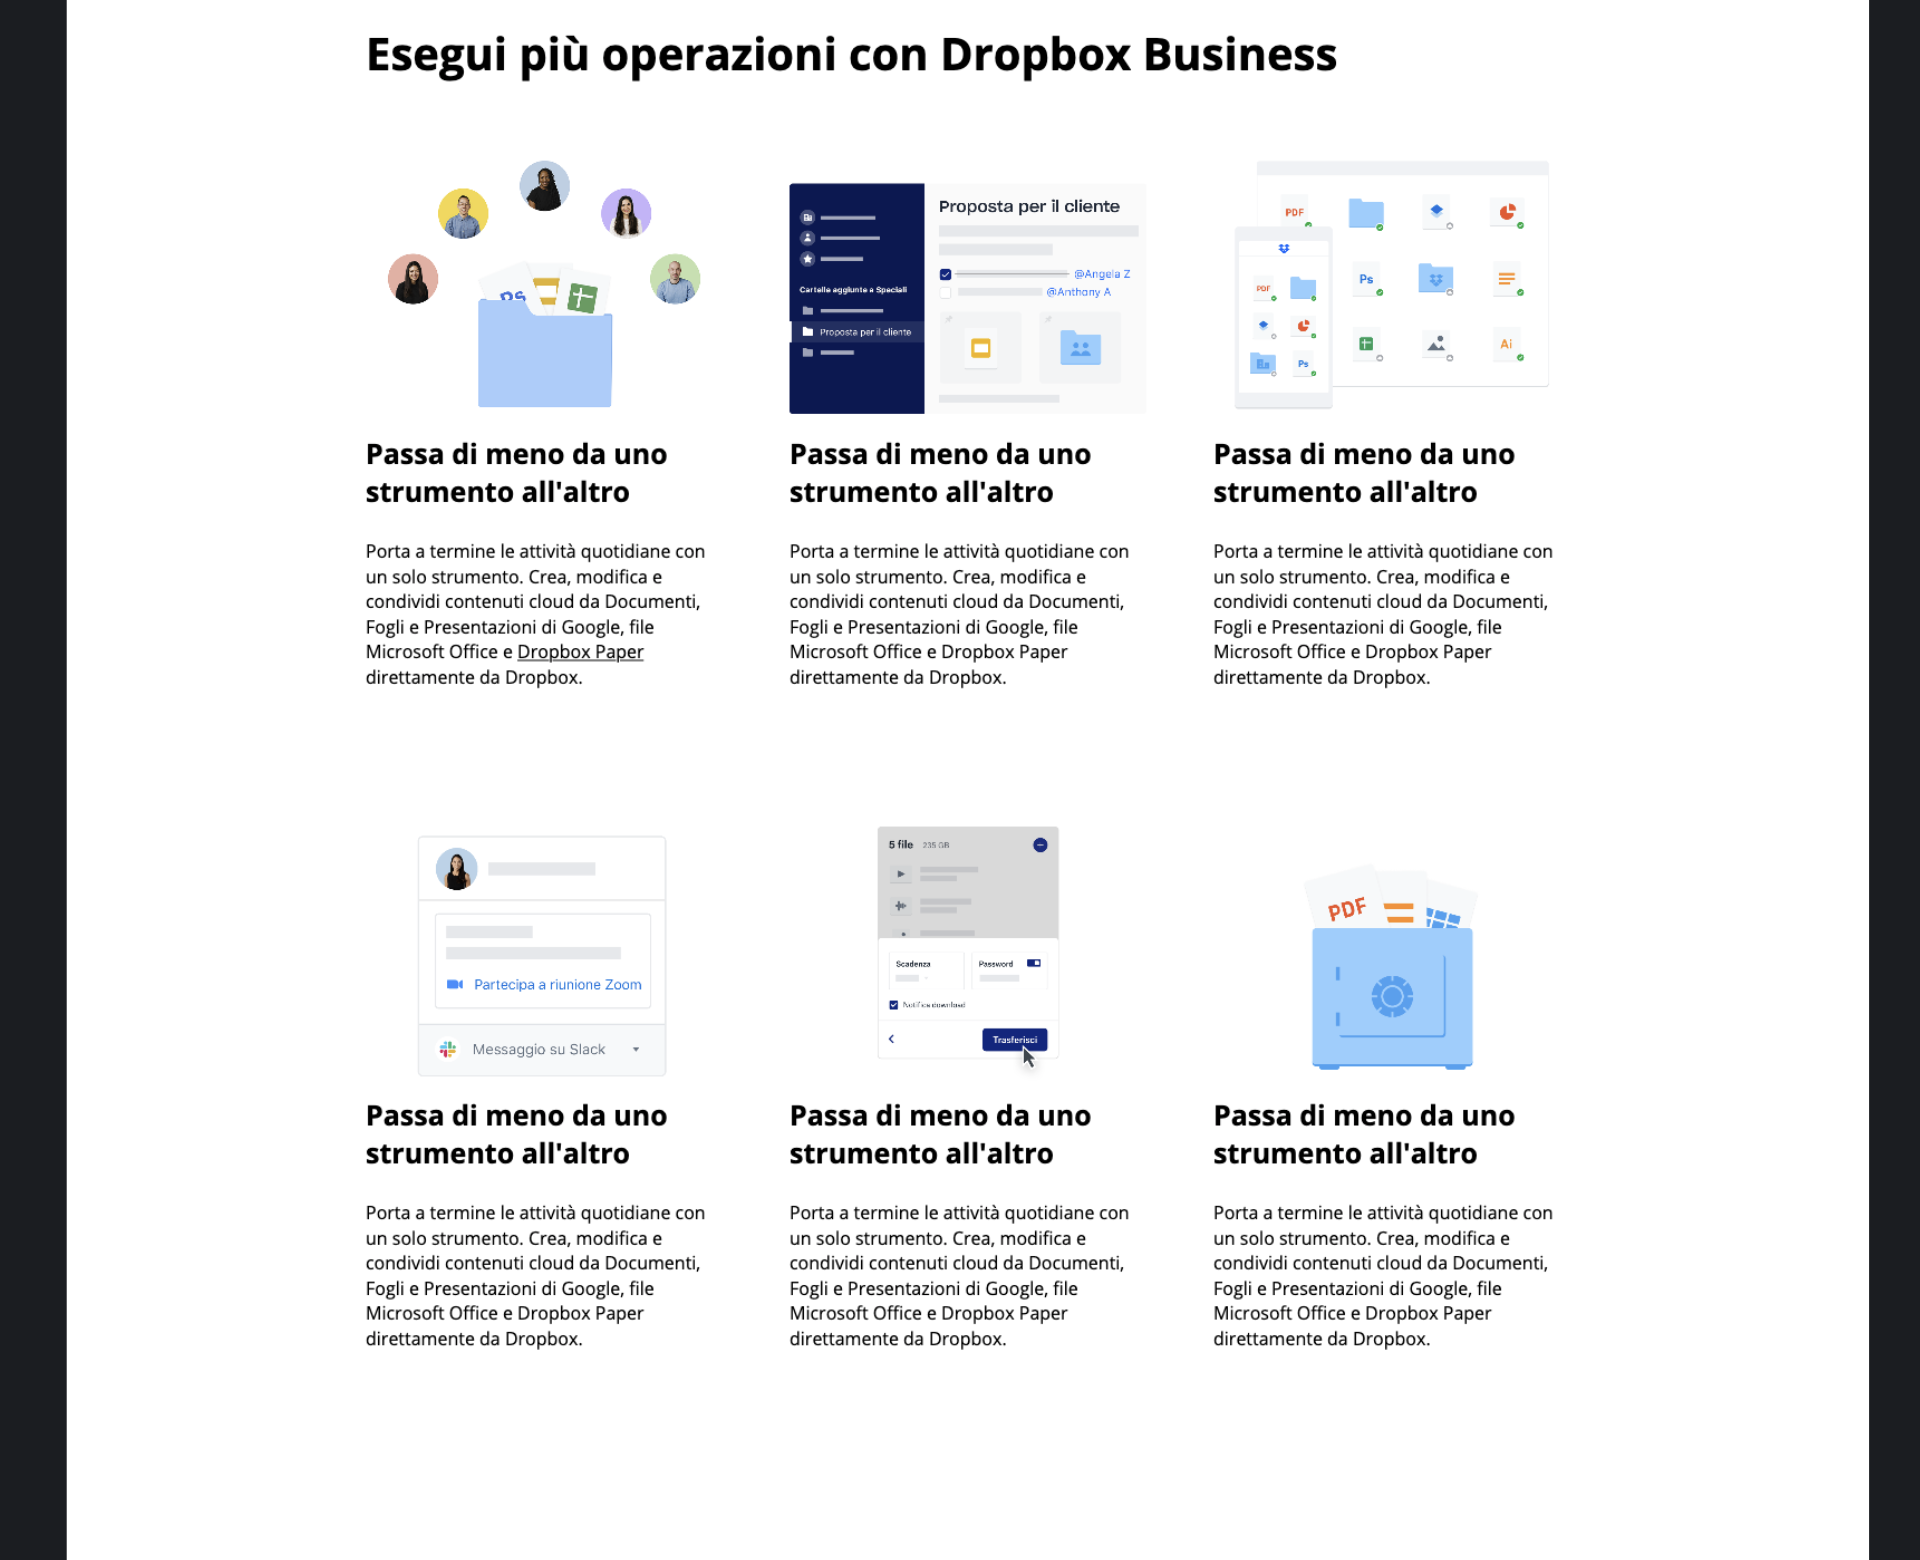 Esegui più operazioni con Dropbox Business
Ps
Proposta per il cliente
@Angela Z
@Anthony A
Cartelle aggiunte a Speciali
Proposta per il cliente
PDF
Ps
Ai
PDF
Ps
Passa di meno da uno
strumento all'altro
Porta a termine le attività quotidiane con
un solo strumento. Crea, modifica e
condividi contenuti cloud da Documenti,
Fogli e Presentazioni di Google, file
Microsoft Office e Dropbox Paper
direttamente da Dropbox.
Passa di meno da uno
strumento all'altro
Porta a termine le attività quotidiane con
un solo strumento. Crea, modifica e
condividi contenuti cloud da Documenti,
Fogli e Presentazioni di Google, file
Microsoft Office e Dropbox Paper
direttamente da Dropbox.
Passa di meno da uno
strumento all'altro
Porta a termine le attività quotidiane con
un solo strumento. Crea, modifica e
condividi contenuti cloud da Documenti,
Fogli e Presentazioni di Google, file
Microsoft Office e Dropbox Paper
direttamente da Dropbox.
Partecipa a riunione Zoom
Messaggio su Slack
5 file 235 GB
Scadenza
Password
Notifica download
Trasferisci
PDF
Passa di meno da uno
strumento all'altro
Porta a termine le attività quotidiane con
un solo strumento. Crea, modifica e
condividi contenuti cloud da Documenti,
Fogli e Presentazioni di Google, file
Microsoft Office e Dropbox Paper
direttamente da Dropbox.
Passa di meno da uno
strumento all'altro
Porta a termine le attività quotidiane con
un solo strumento. Crea, modifica e
condividi contenuti cloud da Documenti,
Fogli e Presentazioni di Google, file
Microsoft Office e Dropbox Paper
direttamente da Dropbox.
Passa di meno da uno
strumento all'altro
Porta a termine le attività quotidiane con
un solo strumento. Crea, modifica e
condividi contenuti cloud da Documenti,
Fogli e Presentazioni di Google, file
Microsoft Office e Dropbox Paper
direttamente da Dropbox.